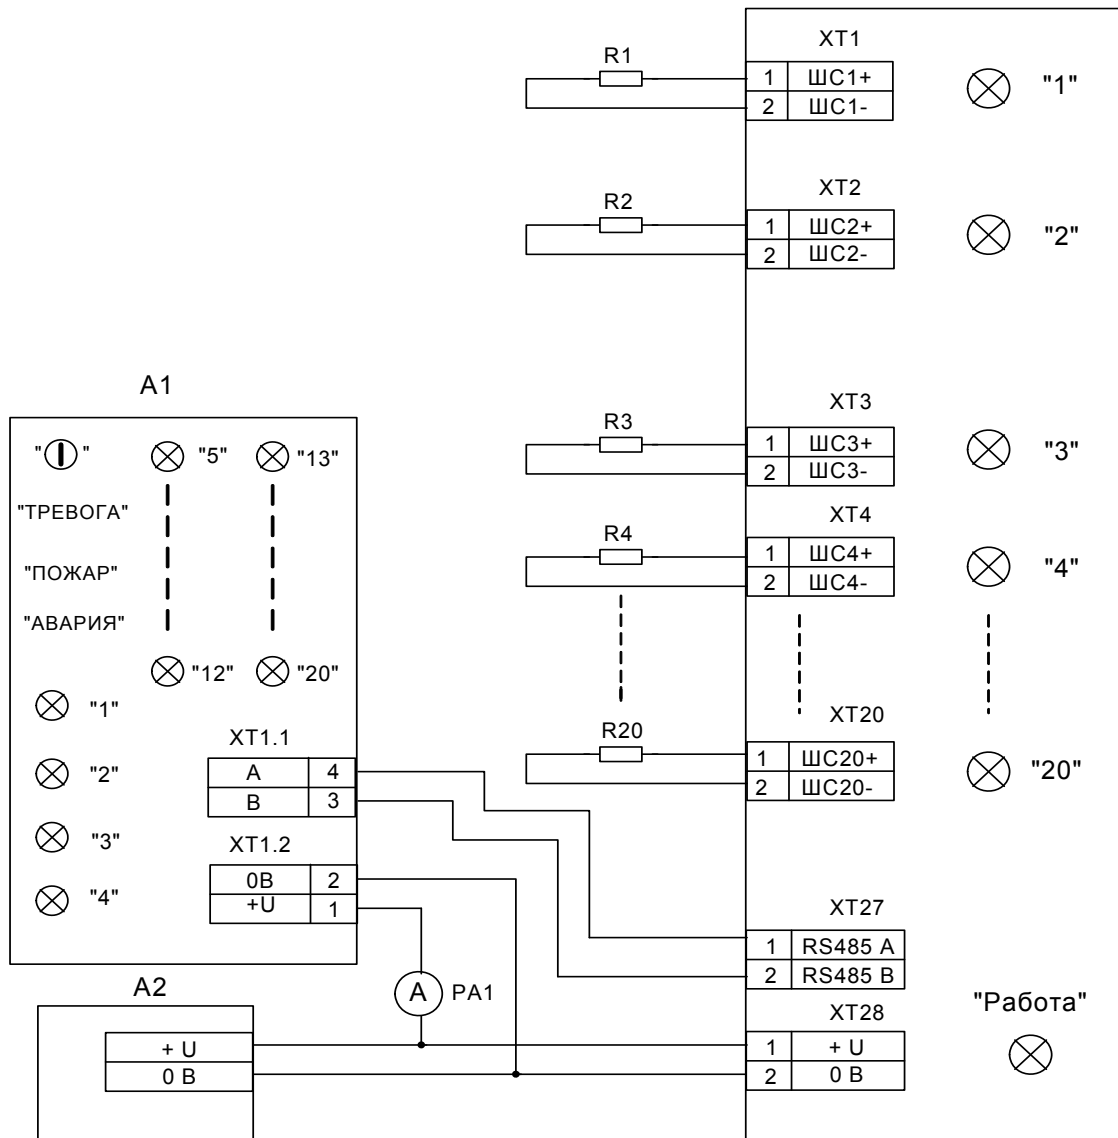 XT1
R1
1 ШС1+
2 ШС1-
"1"
XT2
R2
1 ШС2+
2 ШС2-
"2"
A1
XT3
R3
1 ШС3+
2 ШС3-
"3"
XT4
R4
1 ШС4+
2 ШС4-
"4"
XT20
R20
1 ШС20+
2 ШС20-
"20"
" "
"5"
"13"
"ТРЕВОГА"
"ПОЖАР"
"АВАРИЯ"
"12"
"20"
"1"
"2"
"3"
"4"
XT1.1
A 4
B 3
XT1.2
0В 2
+U 1
A
PA1
XT27
1 RS485 A
2 RS485 B
A2
+ U
0 В
XT28
1 + U
2 0 В
"Работа"